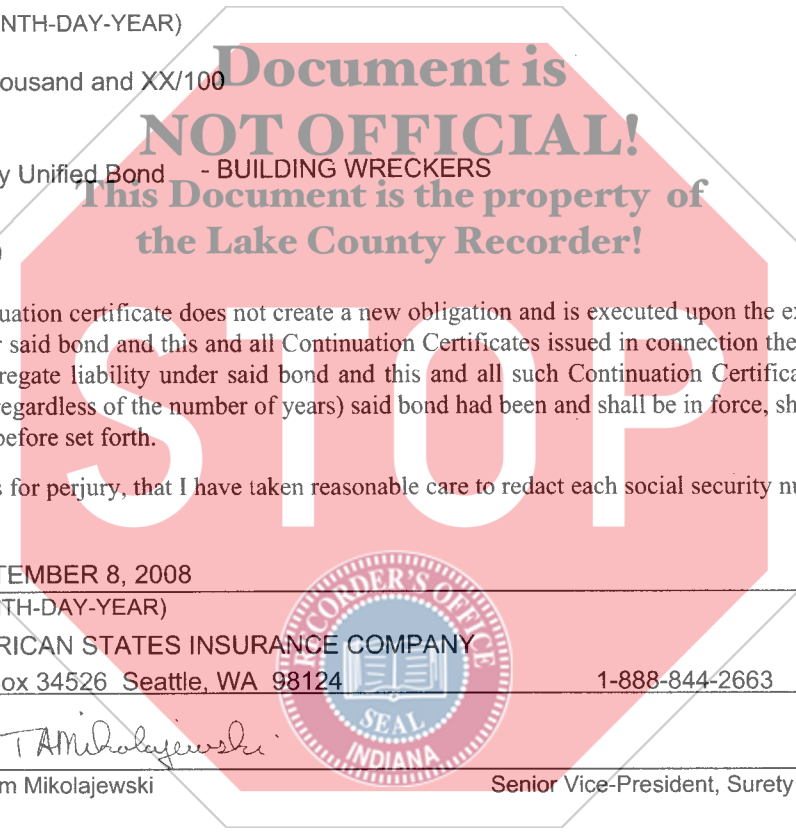 NTH-DAY-YEAR)
Document is
ousand and XX/100
NOT OFFICIAL!
y Unified Bond - BUILDING WRECKERS
This Document is the property of
the Lake County Recorder!
)
uation certificate does not create a new obligation and is executed upon the ex
r said bond and this and all Continuation Certificates issued in connection the
regate liability under said bond and this and all such Continuation Certifica
regardless of the number of years) said bond had been and shall be in force, sh
before set forth.
STOP
s for perjury, that I have taken reasonable care to redact each social security nu
TEMBER 8, 2008
TH-DAY-YEAR)
RICAN STATES INSURANCE COMPANY
ox 34526 Seattle, WA 98124 1-888-844-2663
RECORDER'S OFFICE
SEAL
INDIANA
TAMikolajewski
m Mikolajewski Senior Vice-President, Surety